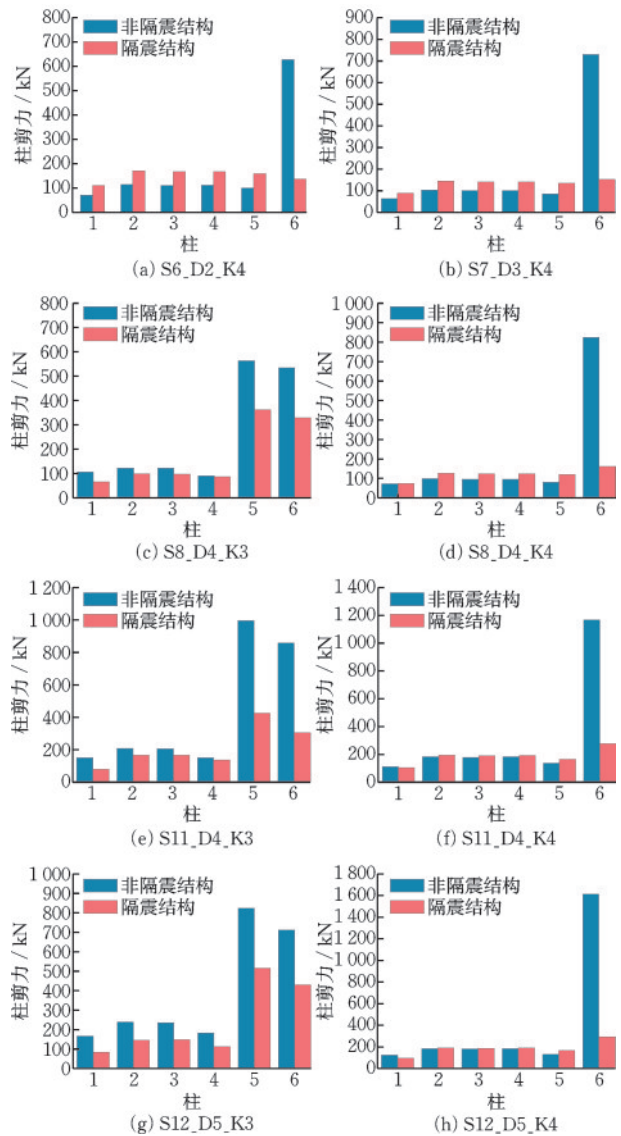 800
700
600
500
400
300
200
100
0
柱剪力 / kN
非隔震结构
隔震结构
1 2 3 4 5 6
柱
(a) S6_D2_K4
900
800
700
600
500
400
300
200
100
0
柱剪力 / kN
非隔震结构
隔震结构
1 2 3 4 5 6
柱
(b) S7_D3_K4
800
700
600
500
400
300
200
100
0
柱剪力 / kN
非隔震结构
隔震结构
1 2 3 4 5 6
柱
(c) S8_D4_K3
1 000
900
800
700
600
500
400
300
200
100
0
柱剪力 / kN
非隔震结构
隔震结构
1 2 3 4 5 6
柱
(d) S8_D4_K4
1 200
1 000
800
600
400
200
0
柱剪力 / kN
非隔震结构
隔震结构
1 2 3 4 5 6
柱
(e) S11_D4_K3
1 400
1 200
1 000
800
600
400
200
0
柱剪力 / kN
非隔震结构
隔震结构
1 2 3 4 5 6
柱
(f) S11_D4_K4
1 000
900
800
700
600
500
400
300
200
100
0
柱剪力 / kN
非隔震结构
隔震结构
1 2 3 4 5 6
柱
(g) S12_D5_K3
1 800
1 600
1 400
1 200
1 000
800
600
400
200
0
柱剪力 / kN
非隔震结构
隔震结构
1 2 3 4 5 6
柱
(h) S12_D5_K4